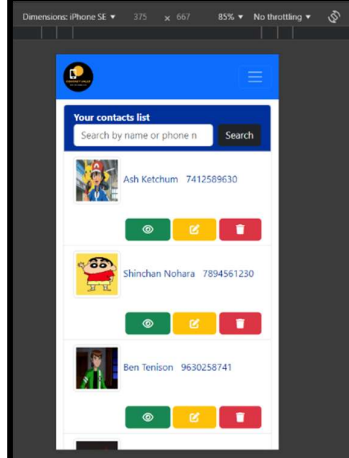 Dimensions: iPhone SE ▼ 375 × 667 85% ▼ No throttling ▼
Your contacts list
Search by name or phone n Search
Ash Ketchum 7412589630
Shinchan Nohara 7894561230
Ben Tenison 9630258741